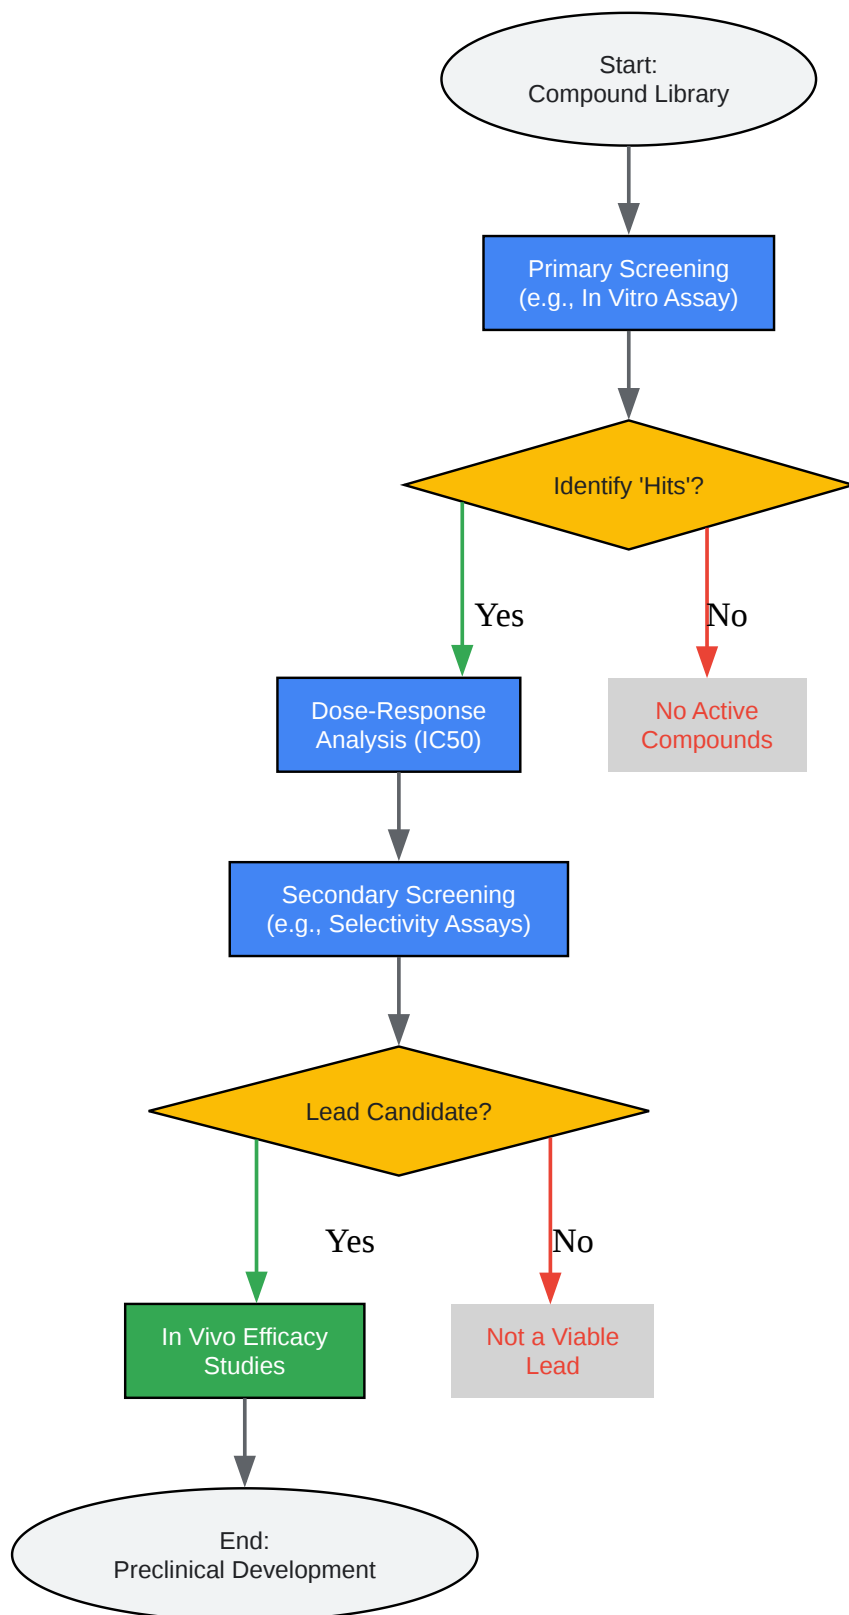 Start:
Compound Library
Primary Screening
(e.g., In Vitro Assay)
Identify 'Hits'?
Yes
No
Dose-Response
Analysis (IC50)
No Active
Compounds
Secondary Screening
(e.g., Selectivity Assays)
Lead Candidate?
Yes
No
In Vivo Efficacy
Studies
Not a Viable
Lead
End:
Preclinical Development